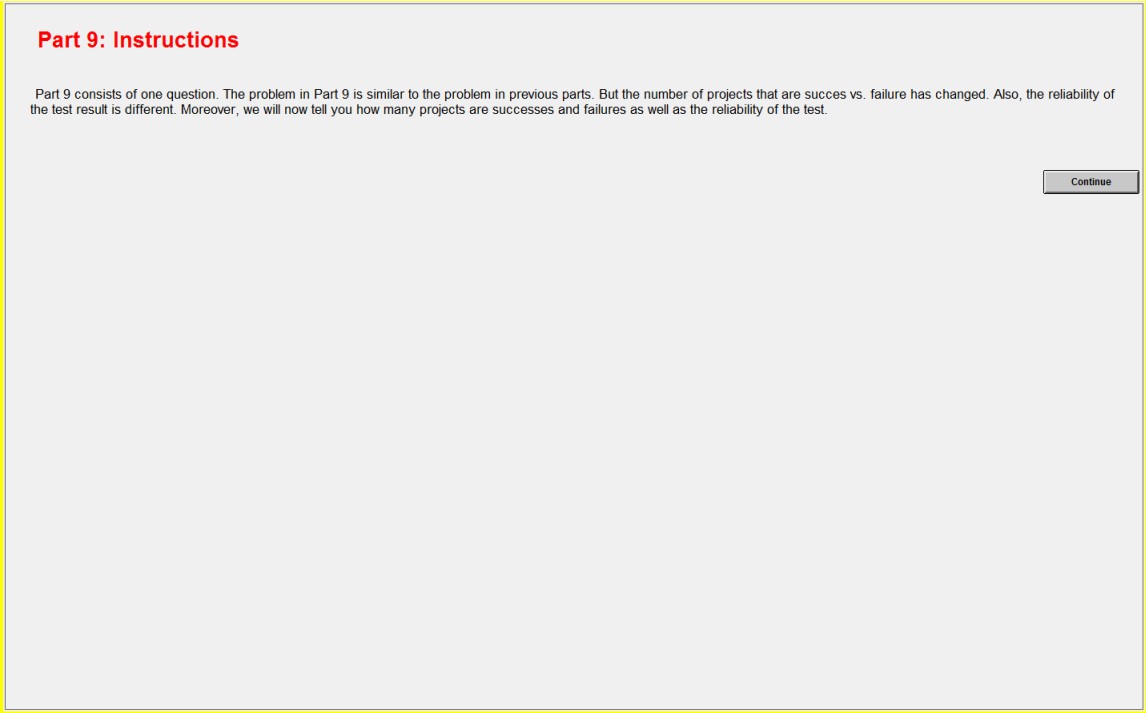 Part 9: Instructions
Part 9 consists of one question. The problem in Part 9 is similar to the problem in previous parts. But the number of projects that are succes vs. failure has changed. Also, the reliability of
the test result is different. Moreover, we will now tell you how many projects are successes and failures as well as the reliability of the test.
Continue